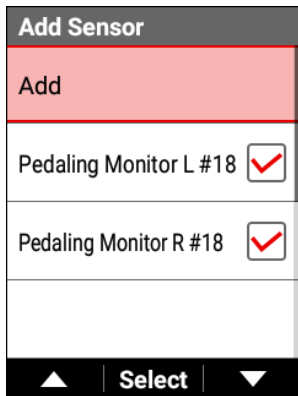 Add Sensor
Add
Pedaling Monitor L #18
Pedaling Monitor R #18
Select